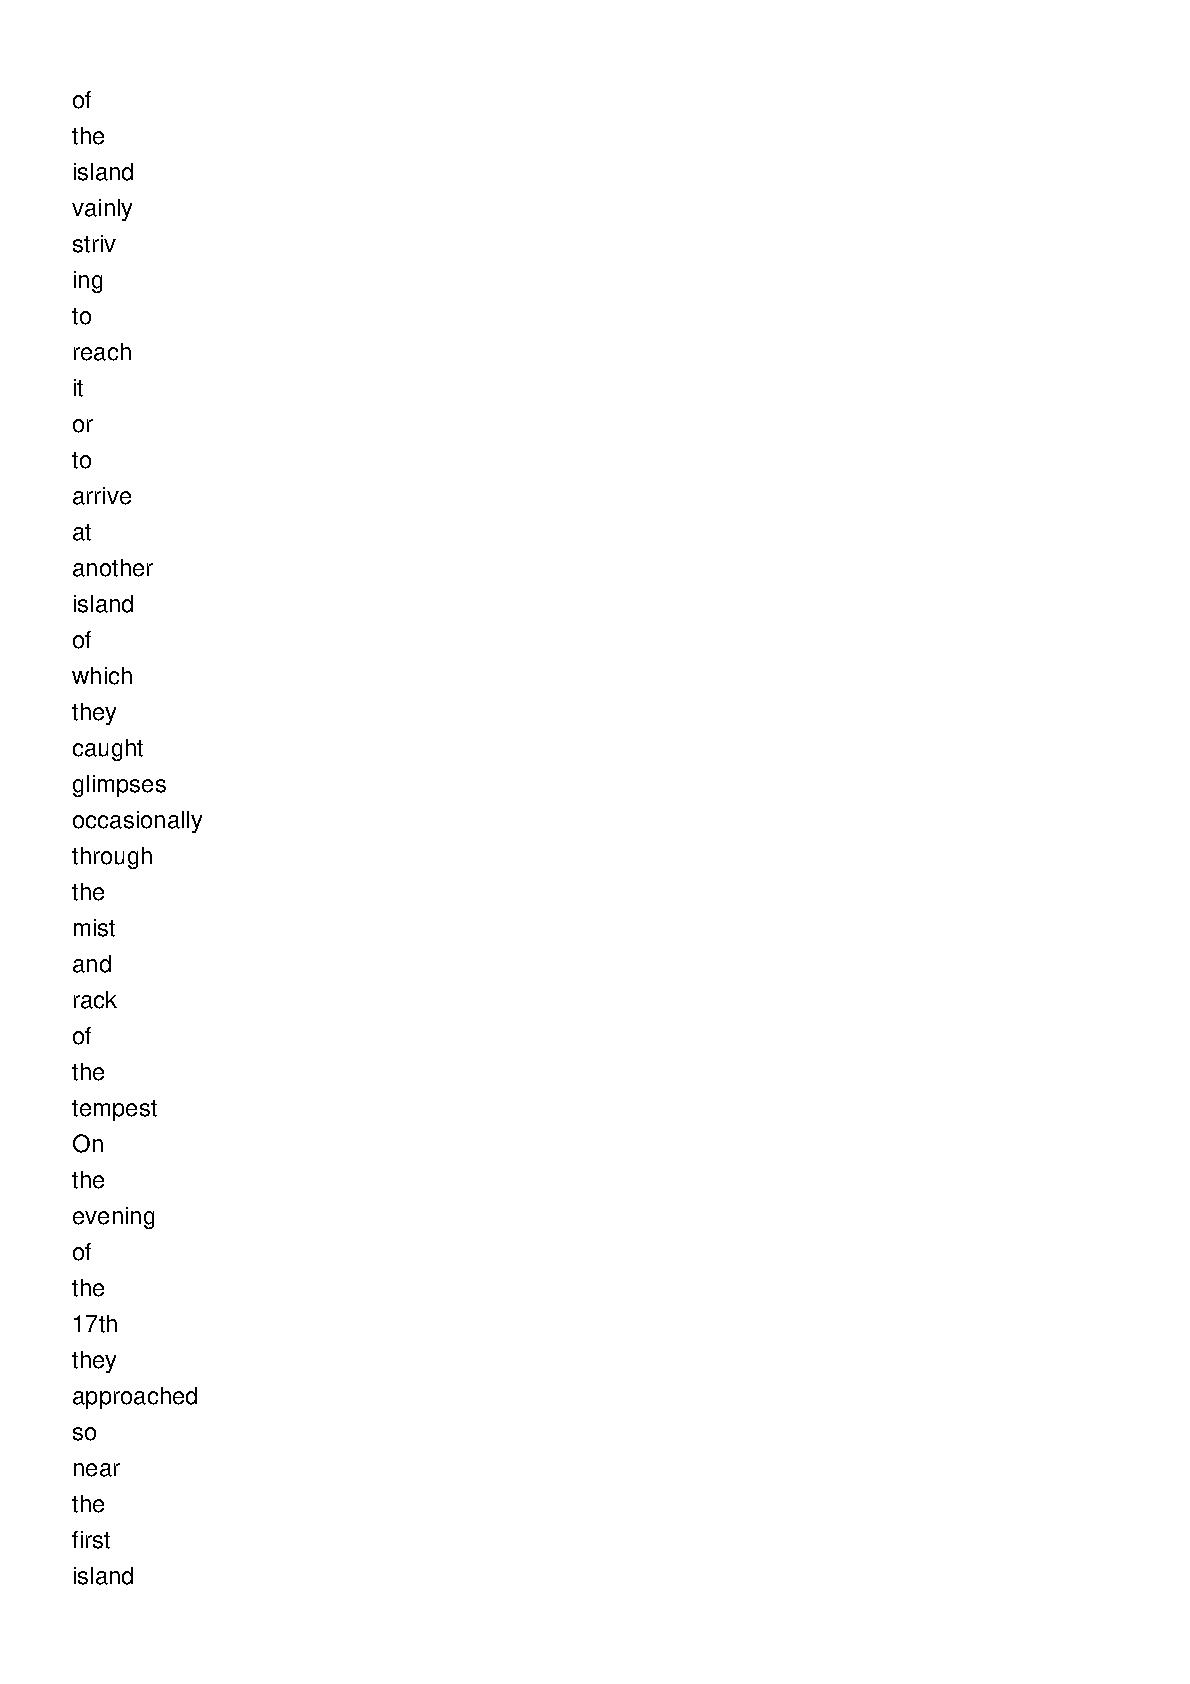 of
the
island
vainly
striv
ing
to
reach
it
or
to
arrive
at
another
island
of
which
they
caught
glimpses
occasionally
through
the
mist
and
rack
of
the
tempest
On
the
evening
of
the
17th
they
approached
so
near
the
first
island